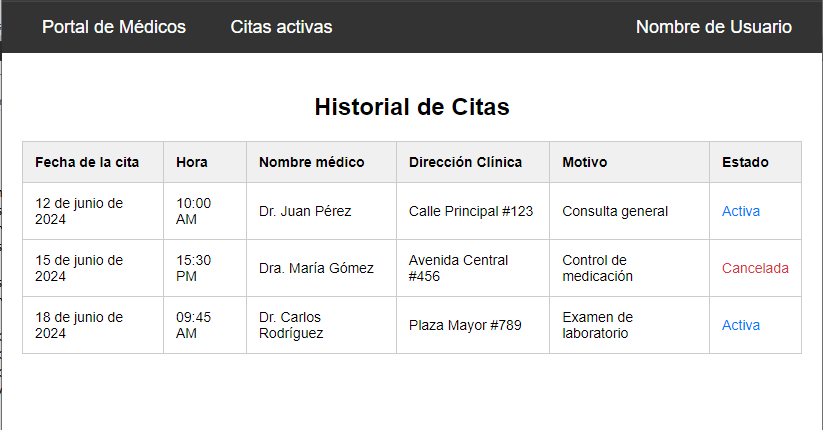 Portal de Médicos Citas activas Nombre de Usuario
Historial de Citas
Fecha de la cita Hora Nombre médico Dirección Clínica Motivo Estado
12 de junio de 2024 10:00 AM Dr. Juan Pérez Calle Principal #123 Consulta general Activa
15 de junio de 2024 15:30 PM Dra. María Gómez Avenida Central #456 Control de medicación Cancelada
18 de junio de 2024 09:45 AM Dr. Carlos Rodríguez Plaza Mayor #789 Examen de laboratorio Activa